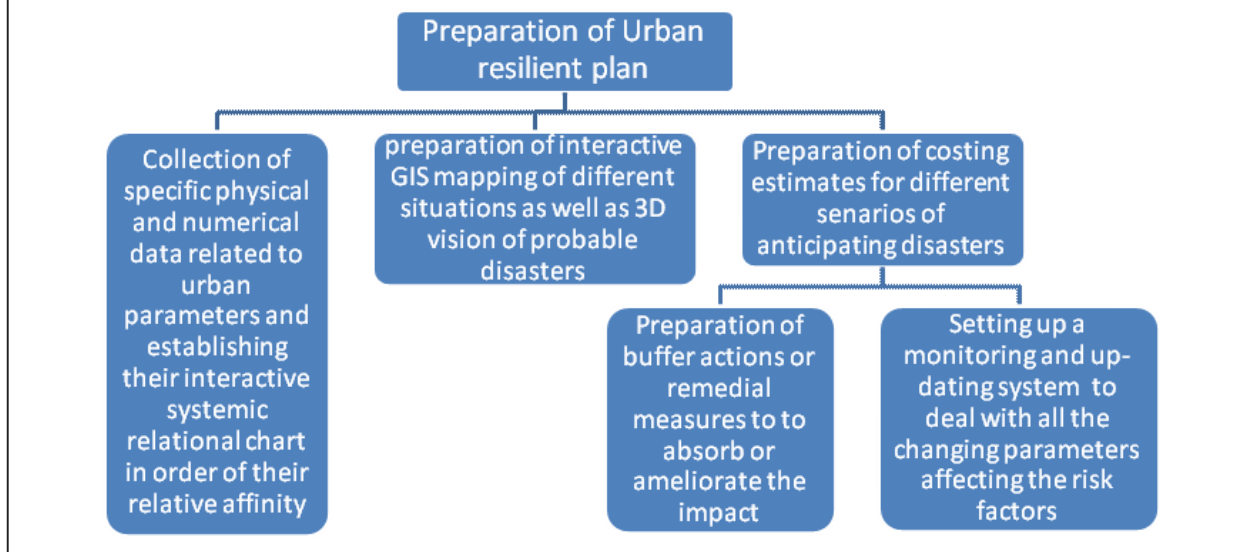 Preparation of Urban
resilient plan
Collection of
specific physical
and numerical
data related to
urban
parameters and
establishing
their interactive
systemic
relational chart
in order of their
relative affinity
preparation of interactive
GIS mapping of different
situations as well as 3D
vision of probable
disasters
Preparation of costing
estimates for different
senarios of
anticipating disasters
Preparation of
buffer actions or
remedial
measures to to
absorb or
ameliorate the
impact
Setting up a
monitoring and up-
dating system to
deal with all the
changing parameters
affecting the risk
factors